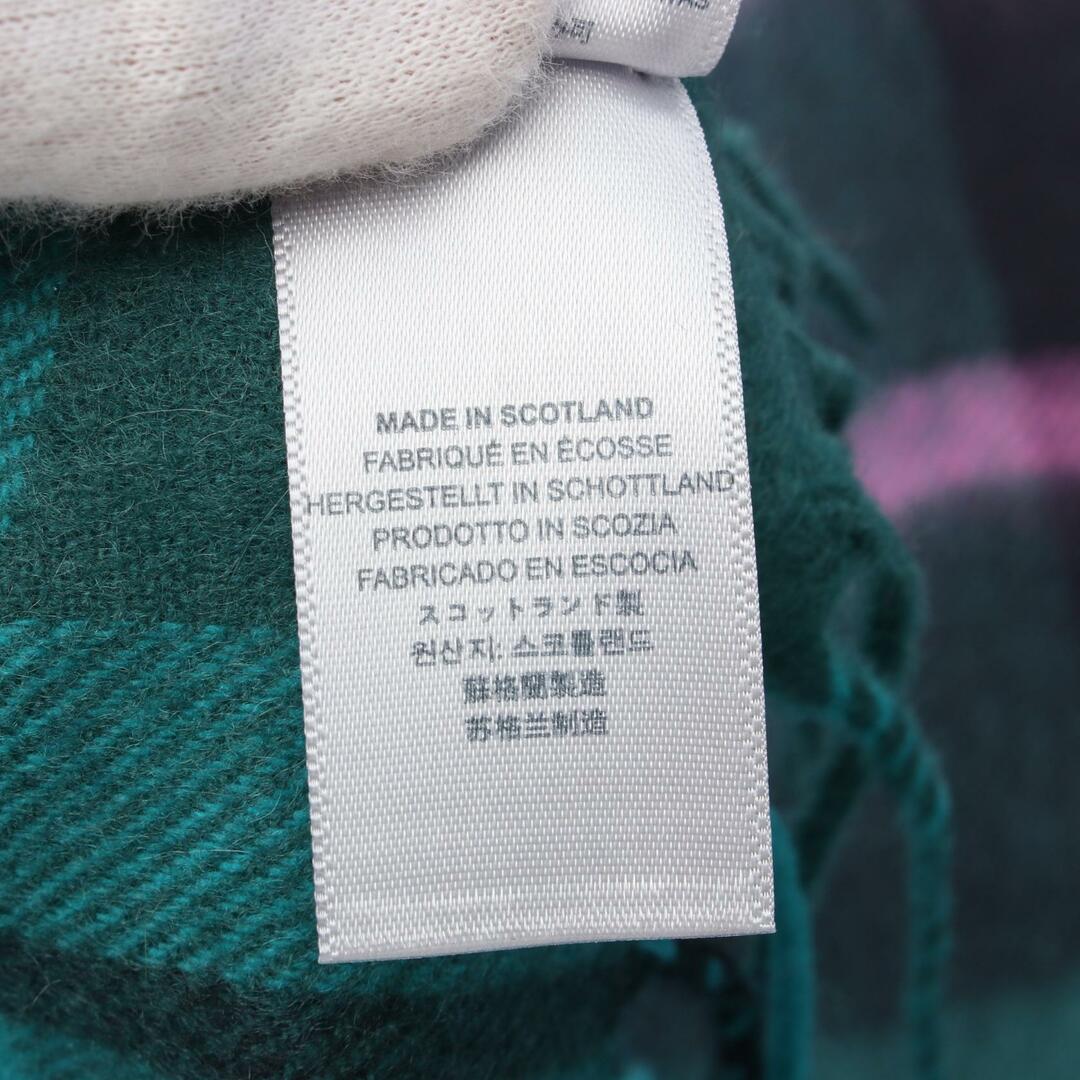 MADE IN SCOTLAND
FABRIQUÉ EN ÉCOSSE
HERGESTELLT IN SCHOTTLAND
PRODOTTO IN SCOZIA
FABRICADO EN ESCOCIA
スコットランド製
원산지: 스코틀랜드
蘇格蘭製造
苏格兰制造